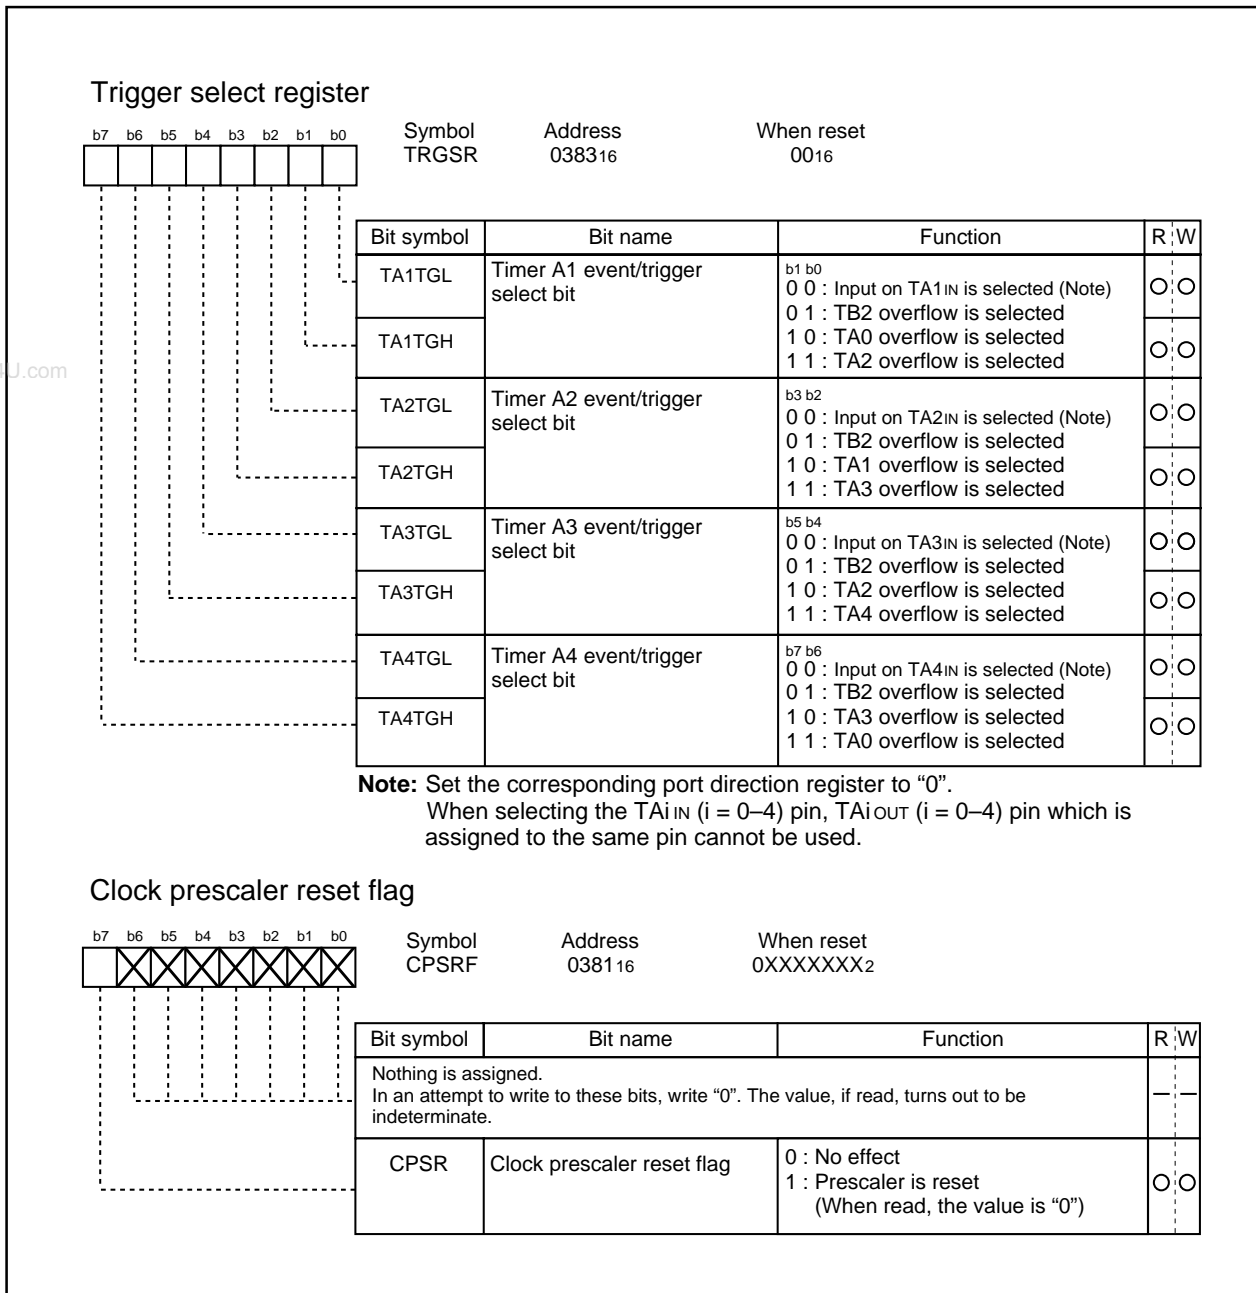 Trigger select register
b7 b6 b5 b4 b3 b2 b1 b0
Symbol Address When reset
TRGSR 038316 0016
Bit symbol Bit name Function R W
TA1TGL Timer A1 event/trigger select bit
b1 b0
0 0 : Input on TA1IN is selected (Note)
0 1 : TB2 overflow is selected
TA1TGH
1 0 : TA0 overflow is selected
1 1 : TA2 overflow is selected
4U.com
TA2TGL Timer A2 event/trigger select bit
b3 b2
0 0 : Input on TA2IN is selected (Note)
0 1 : TB2 overflow is selected
TA2TGH
1 0 : TA1 overflow is selected
1 1 : TA3 overflow is selected
TA3TGL Timer A3 event/trigger select bit
b5 b4
0 0 : Input on TA3IN is selected (Note)
0 1 : TB2 overflow is selected
TA3TGH
1 0 : TA2 overflow is selected
1 1 : TA4 overflow is selected
TA4TGL Timer A4 event/trigger select bit
b7 b6
0 0 : Input on TA4IN is selected (Note)
0 1 : TB2 overflow is selected
TA4TGH
1 0 : TA3 overflow is selected
1 1 : TA0 overflow is selected
Note: Set the corresponding port direction register to “0”.
When selecting the TAiIN (i = 0–4) pin, TAiOUT (i = 0–4) pin which is
assigned to the same pin cannot be used.
Clock prescaler reset flag
b7 b6 b5 b4 b3 b2 b1 b0
Symbol Address When reset
CPSRF 038116 0XXXXXXX2
Bit symbol Bit name Function R W
Nothing is assigned.
In an attempt to write to these bits, write “0”. The value, if read, turns out to be
indeterminate.
— —
CPSR Clock prescaler reset flag
0 : No effect
1 : Prescaler is reset
(When read, the value is “0”)